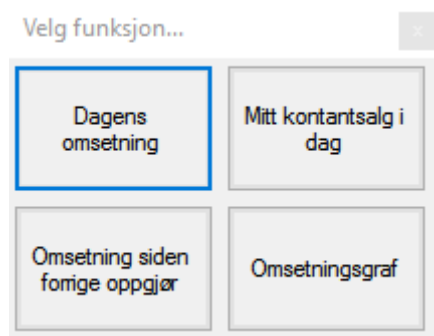 Velg funksjon...
x
Dagens
omsetning
Mitt kontantsalg i
dag
Omsetning siden
forrige oppgjør
Omsetningsgraf